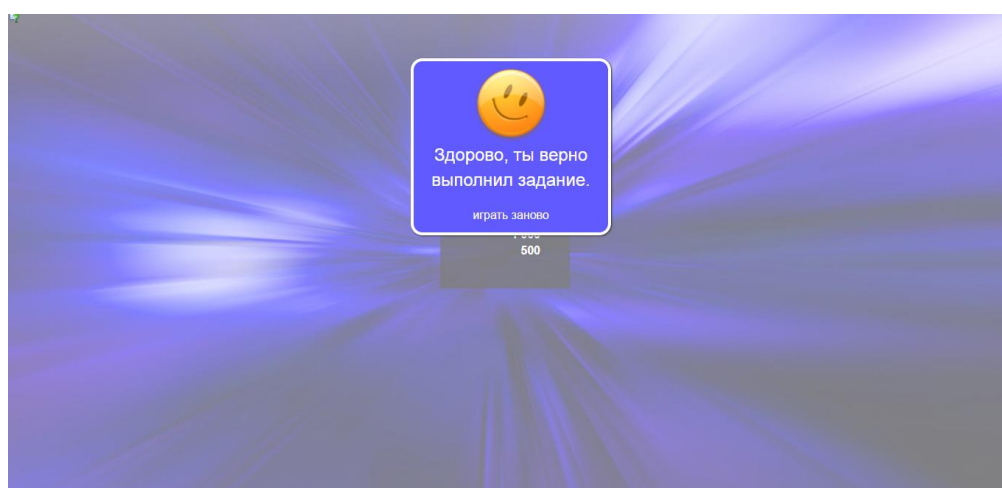 Здорово, ты верно
выполнил задание.
играть заново
500